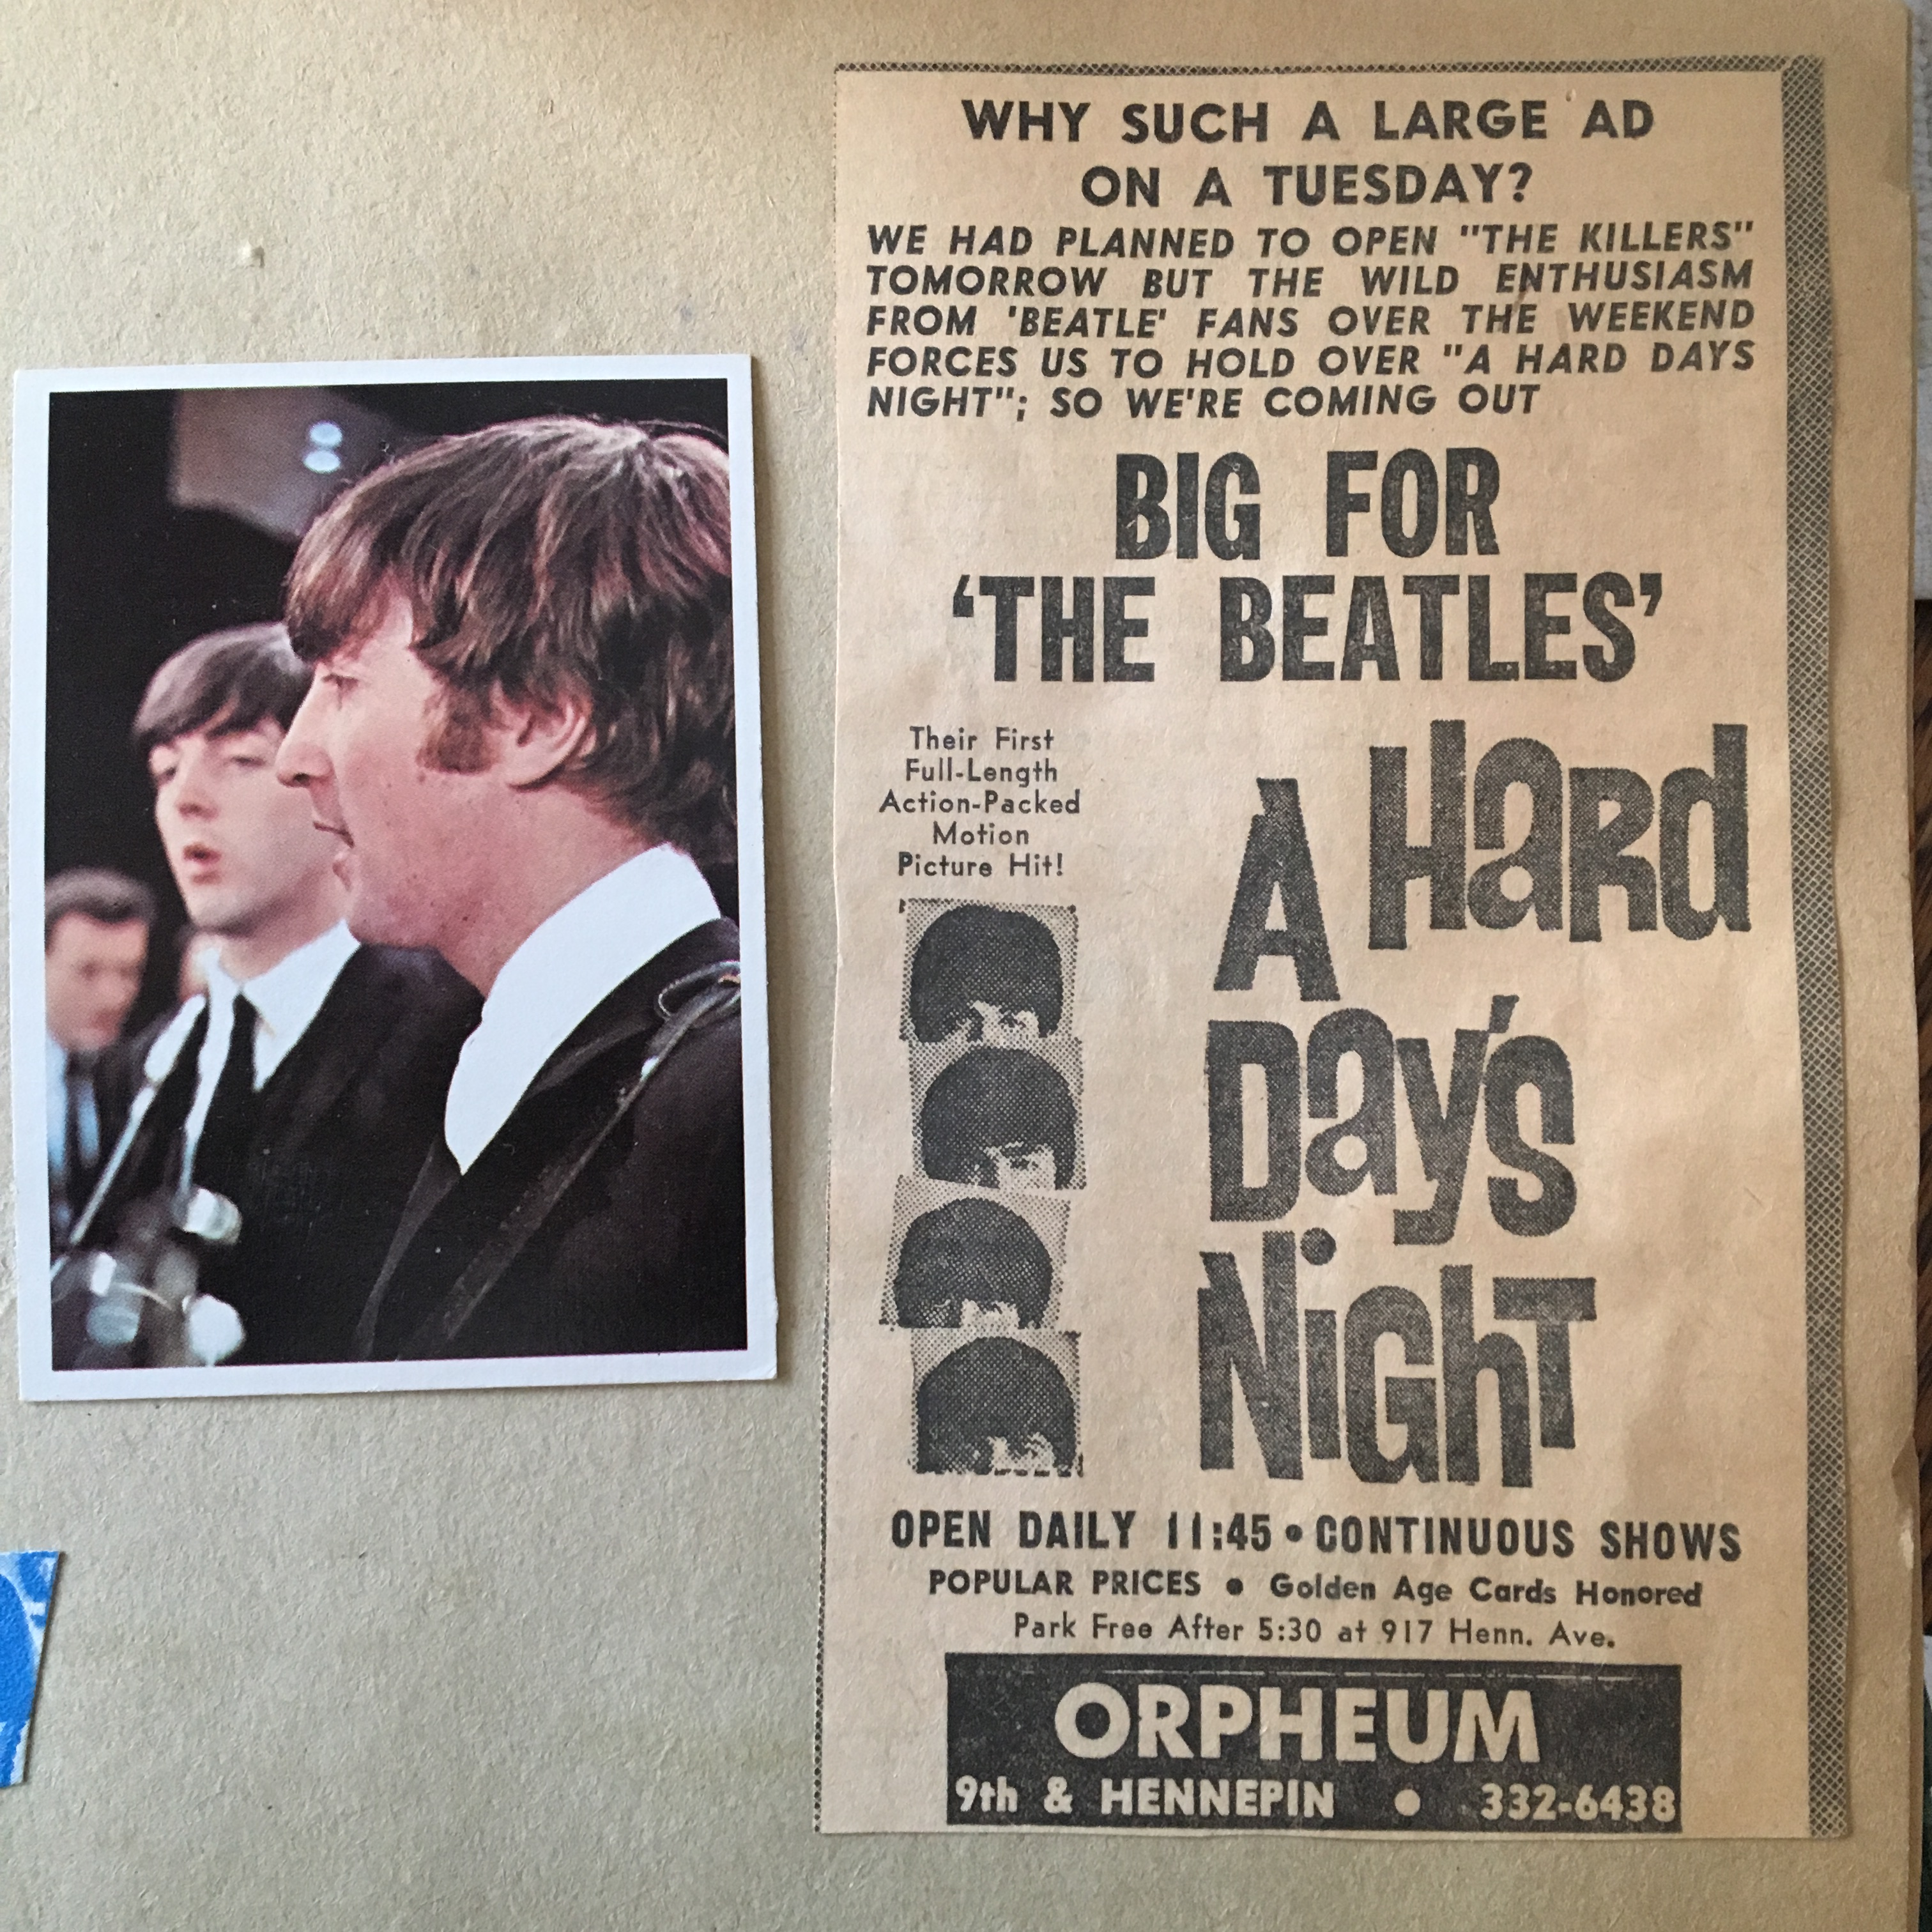 WHY SUCH A LARGE AD
ON A TUESDAY?
WE HAD PLANNED TO OPEN "THE KILLERS"
TOMORROW BUT THE WILD ENTHUSIASM
FROM 'BEATLE' FANS OVER THE WEEKEND
FORCES US TO HOLD OVER "A HARD DAYS
NIGHT"; SO WE'RE COMING OUT
BIG FOR
'THE BEATLES'
Their First
Full-Length
Action-Packed
Motion
Picture Hit!
A HaRd
Day's
NiGhT
OPEN DAILY 11:45 • CONTINUOUS SHOWS
POPULAR PRICES • Golden Age Cards Honored
Park Free After 5:30 at 917 Henn. Ave.
ORPHEUM
9th & HENNEPIN • 332-6438